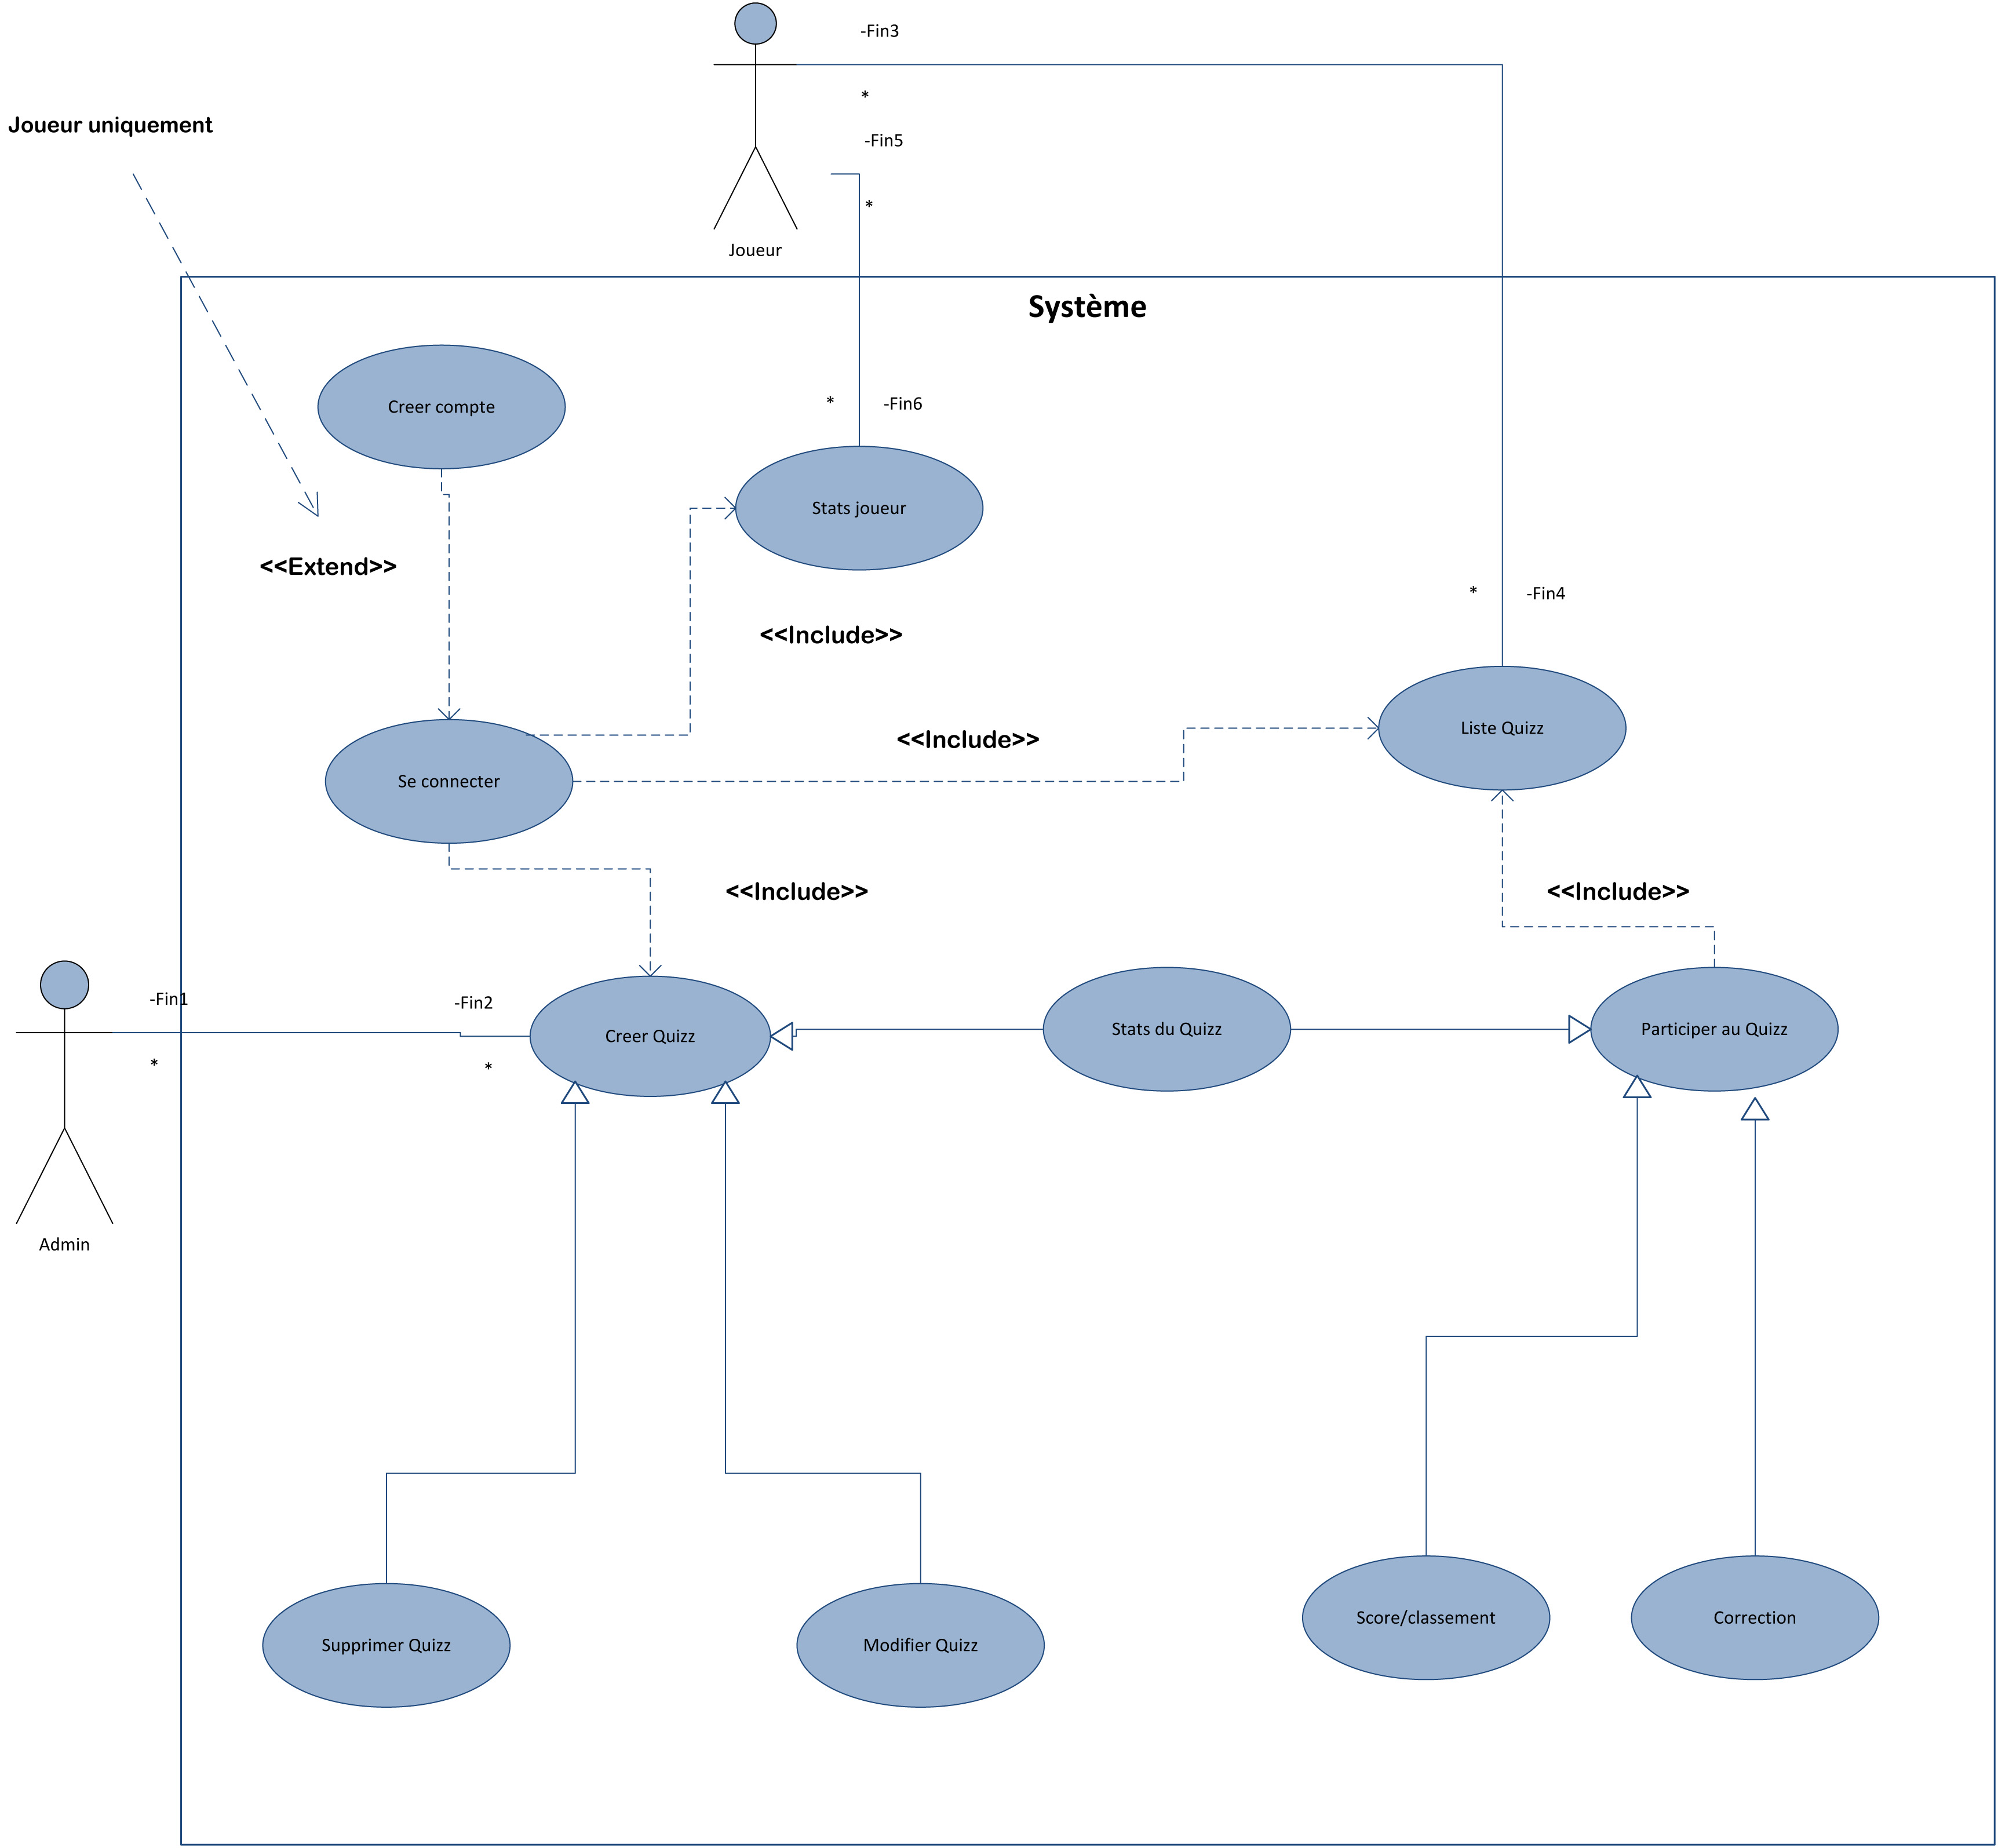 -Fin3
*
Joueur uniquement
-Fin5
*
Joueur
Système
Creer compte
*
-Fin6
Stats joueur
<<Extend>>
*
-Fin4
<<Include>>
Liste Quizz
<<Include>>
Se connecter
<<Include>>
<<Include>>
-Fin1
-Fin2
Creer Quizz
Stats du Quizz
Participer au Quizz
*
*
Admin
Score/classement
Correction
Supprimer Quizz
Modifier Quizz